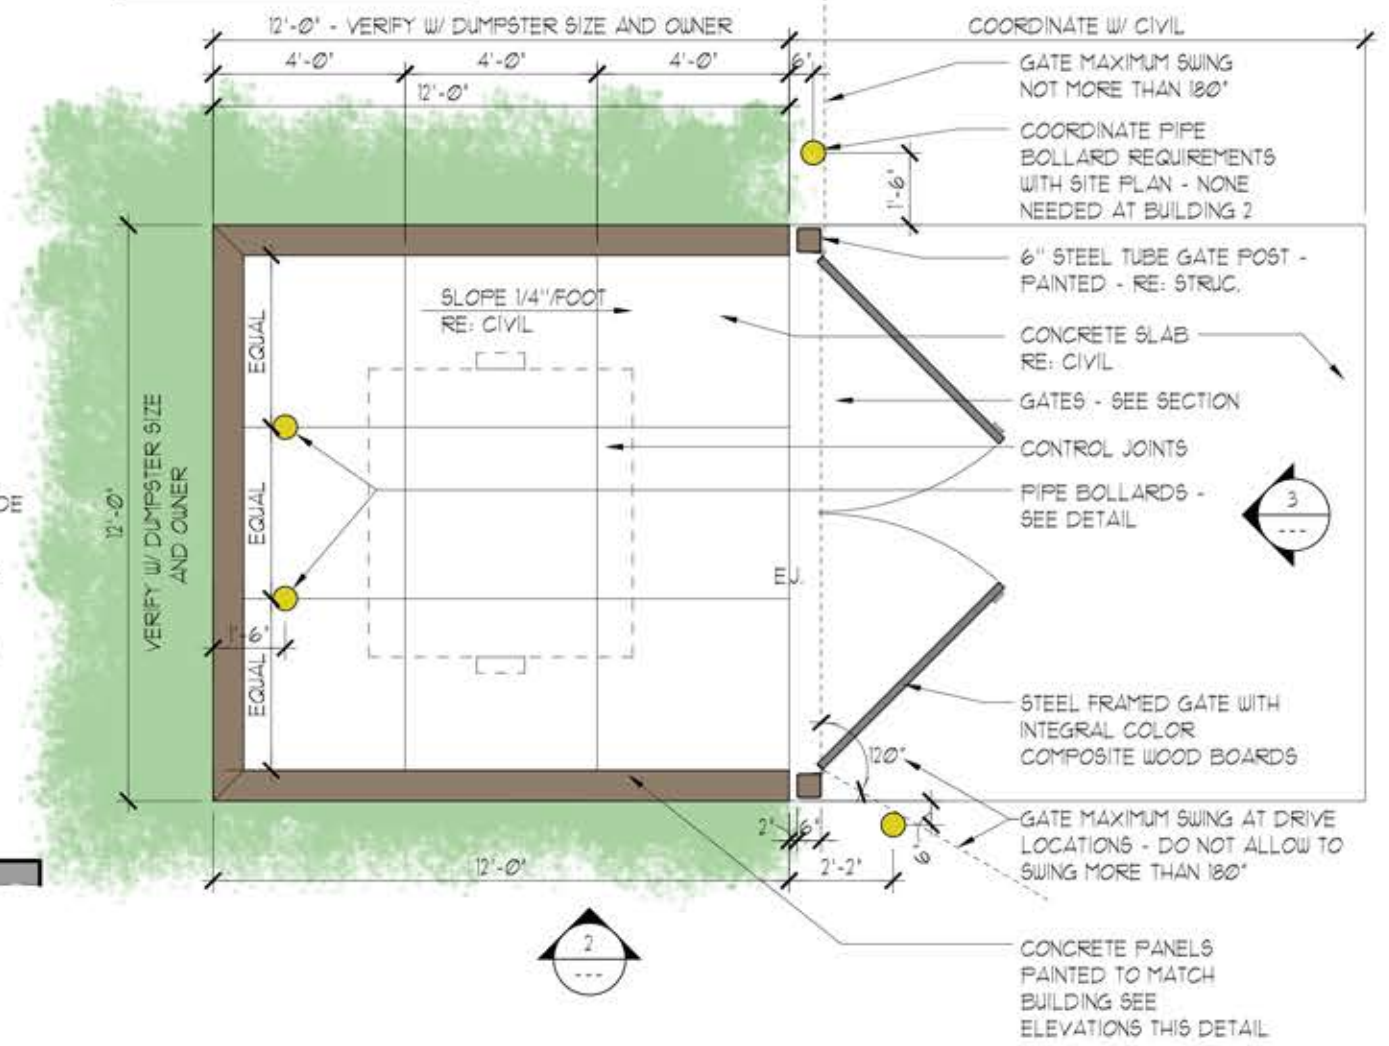 12'-0" - VERIFY W/ DUMPSTER SIZE AND OWNER
COORDINATE W/ CIVIL
4'-0"
4'-0"
4'-0"
6"
12'-0"
GATE MAXIMUM SWING
NOT MORE THAN 180°
COORDINATE PIPE
BOLLARD REQUIREMENTS
WITH SITE PLAN - NONE
NEEDED AT BUILDING 2
1'-6"
6" STEEL TUBE GATE POST -
PAINTED - RE: STRUC.
SLOPE 1/4"/FOOT
RE: CIVIL
CONCRETE SLAB
RE: CIVIL
GATES - SEE SECTION
CONTROL JOINTS
PIPE BOLLARDS -
SEE DETAIL
3
---
EQUAL
EQUAL
EQUAL
12'-0"
VERIFY W/ DUMPSTER SIZE
AND OWNER
E.J.
1'-6"
STEEL FRAMED GATE WITH
INTEGRAL COLOR
COMPOSITE WOOD BOARDS
120°
GATE MAXIMUM SWING AT DRIVE
LOCATIONS - DO NOT ALLOW TO
SWING MORE THAN 180°
2"
6"
12'-0"
2'-2"
2
---
CONCRETE PANELS
PAINTED TO MATCH
BUILDING SEE
ELEVATIONS THIS DETAIL